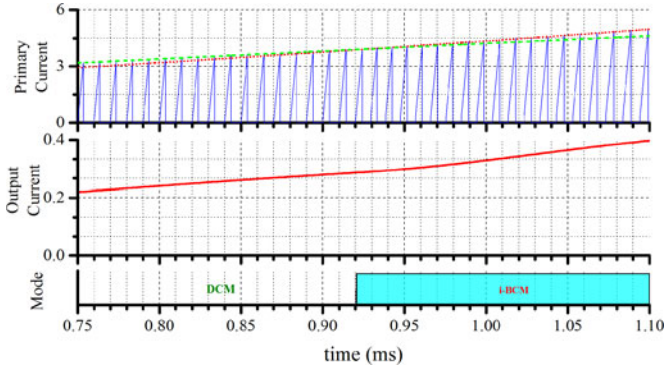 6
3
0
Primary
Current
0.4
0.2
0.0
Output
Current
Mode
DCM
i-BCM
0.75
0.80
0.85
0.90
0.95
1.00
1.05
1.10
time (ms)